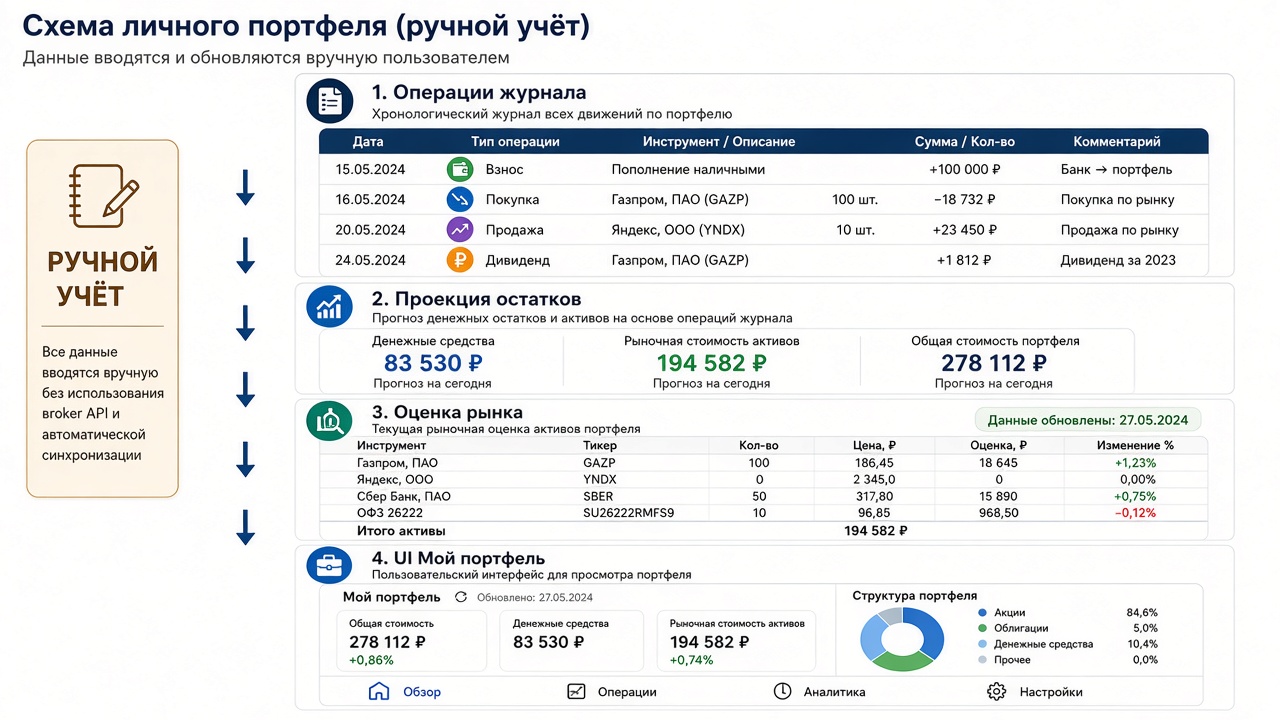 Схема личного портфеля (ручной учёт)
Данные вводятся и обновляются вручную пользователем
РУЧНОЙ
УЧЁТ
Все данные
вводятся вручную
без использования
вroker API и
автоматической
синхронизации
1. Операции журнала
Хронологический журнал всех движений по портфелю
Дата Тип операции Инструмент / Описание Сумма / Кол-во Комментарий
15.05.2024 Взнос Пополнение наличными +100 000 ₽ Банк → портфель
16.05.2024 Покупка Газпром, ПАО (GAZP) 100 шт. −18 732 ₽ Покупка по рынку
20.05.2024 Продажа Яндекс, ООО (YNDX) 10 шт. +23 450 ₽ Продажа по рынку
24.05.2024 ₽ Дивиденд Газпром, ПАО (GAZP) +1 812 ₽ Дивиденд за 2023
2. Проекция остатков
Прогноз денежных остатков и активов на основе операций журнала
Денежные средства Рыночная стоимость активов Общая стоимость портфеля
83 530 ₽ 194 582 ₽ 278 112 ₽
Прогноз на сегодня Прогноз на сегодня Прогноз на сегодня
3. Оценка рынка
Текущая рыночная оценка активов портфеля
Данные обновлены: 27.05.2024
Инструмент Тикер Кол-во Цена, ₽ Оценка, ₽ Изменение %
Газпром, ПАО GAZP 100 186,45 18 645 +1,23%
Яндекс, ООО YNDX 0 2 345,0 0 0,00%
Сбер Банк, ПАО SBER 50 317,80 15 890 +0,75%
ОФЗ 26222 SU26222RMFS9 10 96,85 968,50 −0,12%
Итого активы 194 582 ₽
4. UI Мой портфель
Пользовательский интерфейс для просмотра портфеля
Мой портфель Обновлено: 27.05.2024
Общая стоимость Денежные средства Рыночная стоимость активов
278 112 ₽ 83 530 ₽ 194 582 ₽
+0,86% +0,74%
Структура портфеля
Акции 84,6%
Облигации 5,0%
Денежные средства 10,4%
Прочее 0,0%
Обзор Операции Аналитика Настройки